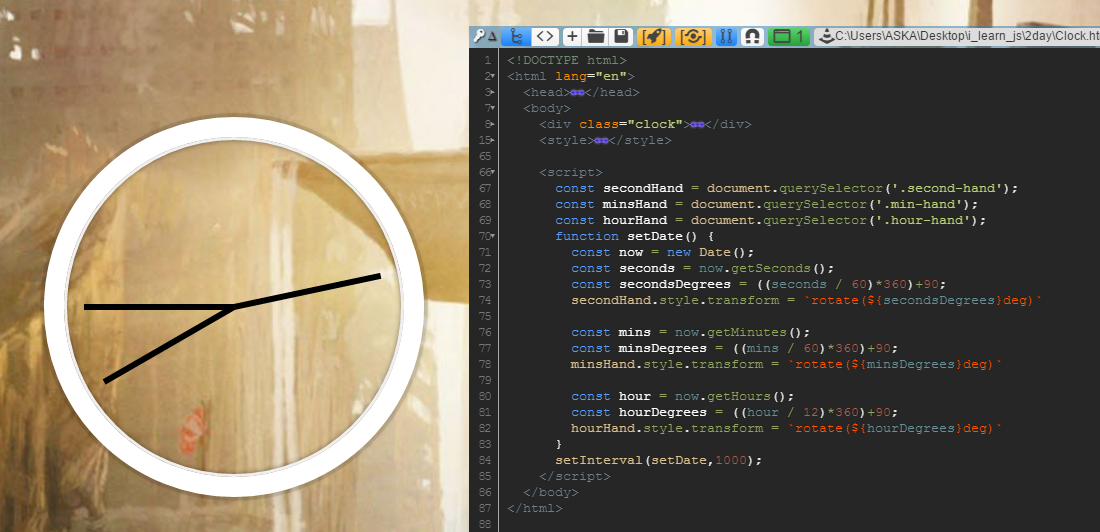 C:\Users\ASKA\Desktop\i_learn_js\2day\Clock.ht
1 <!DOCTYPE html>
2 <html lang="en">
3 <head></head>
7 <body>
8 <div class="clock"></div>
15 <style></style>
65
66 <script>
67 const secondHand = document.querySelector('.second-hand');
68 const minsHand = document.querySelector('.min-hand');
69 const hourHand = document.querySelector('.hour-hand');
70 function setDate() {
71 const now = new Date();
72 const seconds = now.getSeconds();
73 const secondsDegrees = ((seconds / 60)*360)+90;
74 secondHand.style.transform = `rotate(${secondsDegrees}deg)`
75
76 const mins = now.getMinutes();
77 const minsDegrees = ((mins / 60)*360)+90;
78 minsHand.style.transform = `rotate(${minsDegrees}deg)`
79
80 const hour = now.getHours();
81 const hourDegrees = ((hour / 12)*360)+90;
82 hourHand.style.transform = `rotate(${hourDegrees}deg)`
83 }
84 setInterval(setDate,1000);
85 </script>
86 </body>
87 </html>
88